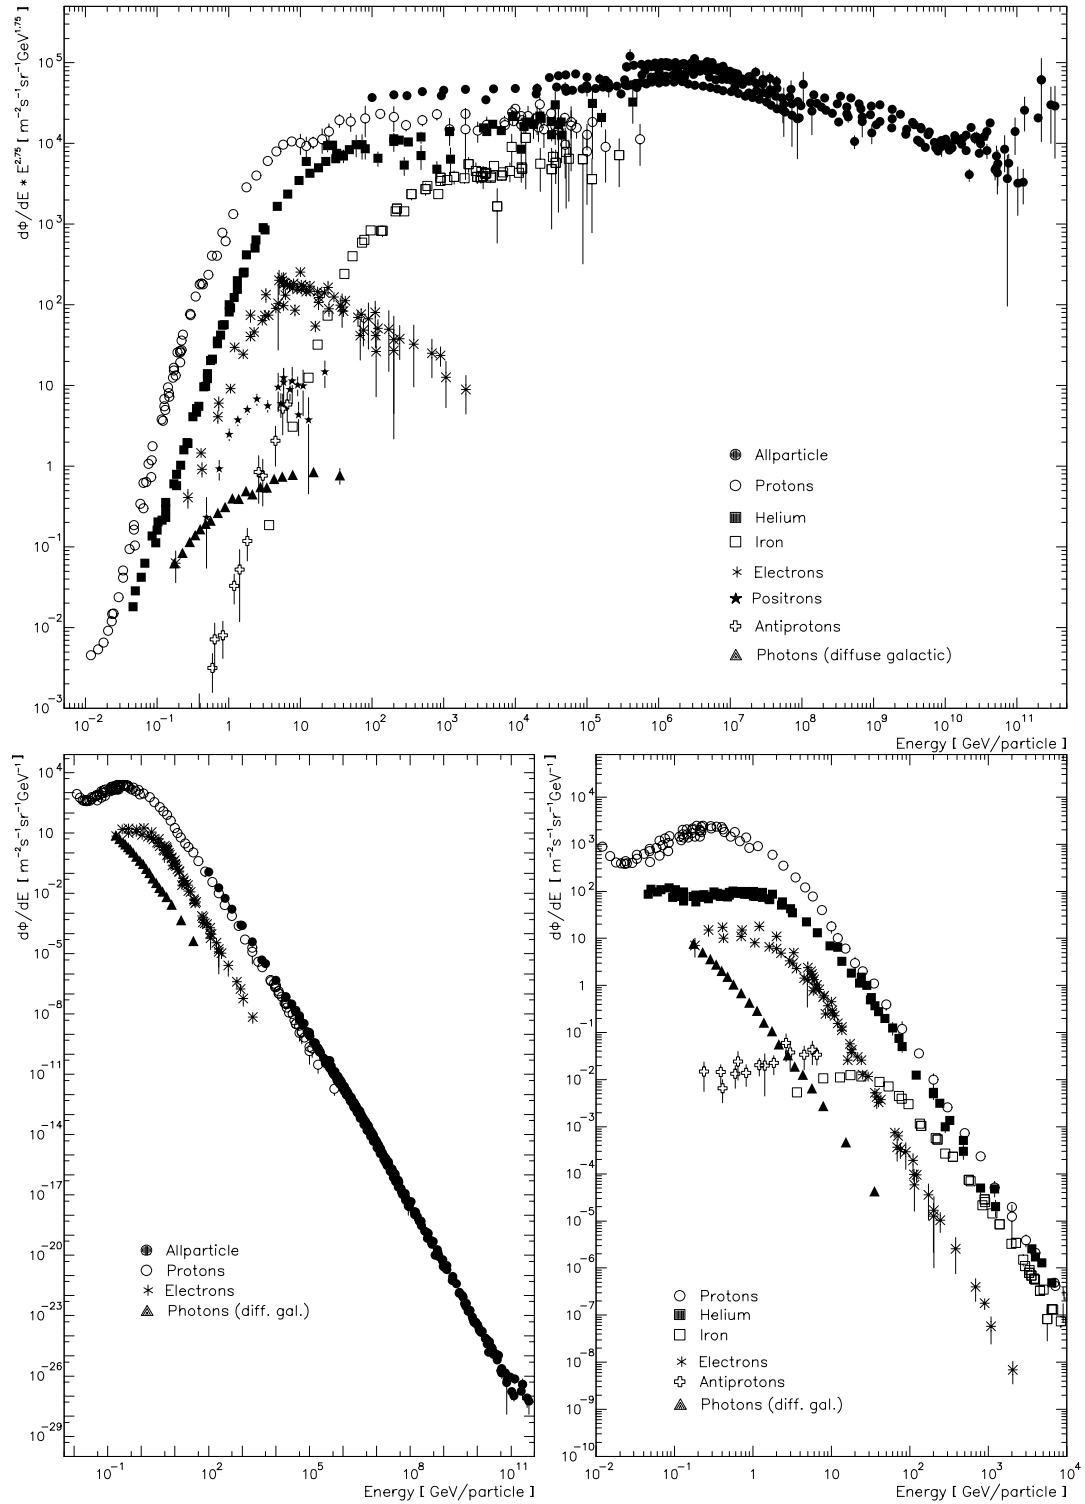 dϕ/dE * E^2.75 [ m^-2s^-1sr^-1GeV^1.75 ]
10^5
10^4
10^3
10^2
10
1
10^-1
10^-2
10^-3
Allparticle
Protons
Helium
Iron
Electrons
Positrons
Antiprotons
Photons (diffuse galactic)
10^-2 10^-1 1 10 10^2 10^3 10^4 10^5 10^6 10^7 10^8 10^9 10^10 10^11
Energy [ GeV/particle ]
dϕ/dE [ m^-2s^-1sr^-1GeV^-1 ]
10^4
10
10^-2
10^-5
10^-8
10^-11
10^-14
10^-17
10^-20
10^-23
10^-26
10^-29
Allparticle
Protons
Electrons
Photons (diff. gal.)
10^-1 10^2 10^5 10^8 10^11
Energy [ GeV/particle ]
dϕ/dE [ m^-2s^-1sr^-1GeV^-1 ]
10^4
10^3
10^2
10
1
10^-1
10^-2
10^-3
10^-4
10^-5
10^-6
10^-7
10^-8
10^-9
10^-10
Protons
Helium
Iron
Electrons
Antiprotons
Photons (diff. gal.)
10^-2 10^-1 1 10 10^2 10^3 10^4
Energy [ GeV/particle ]